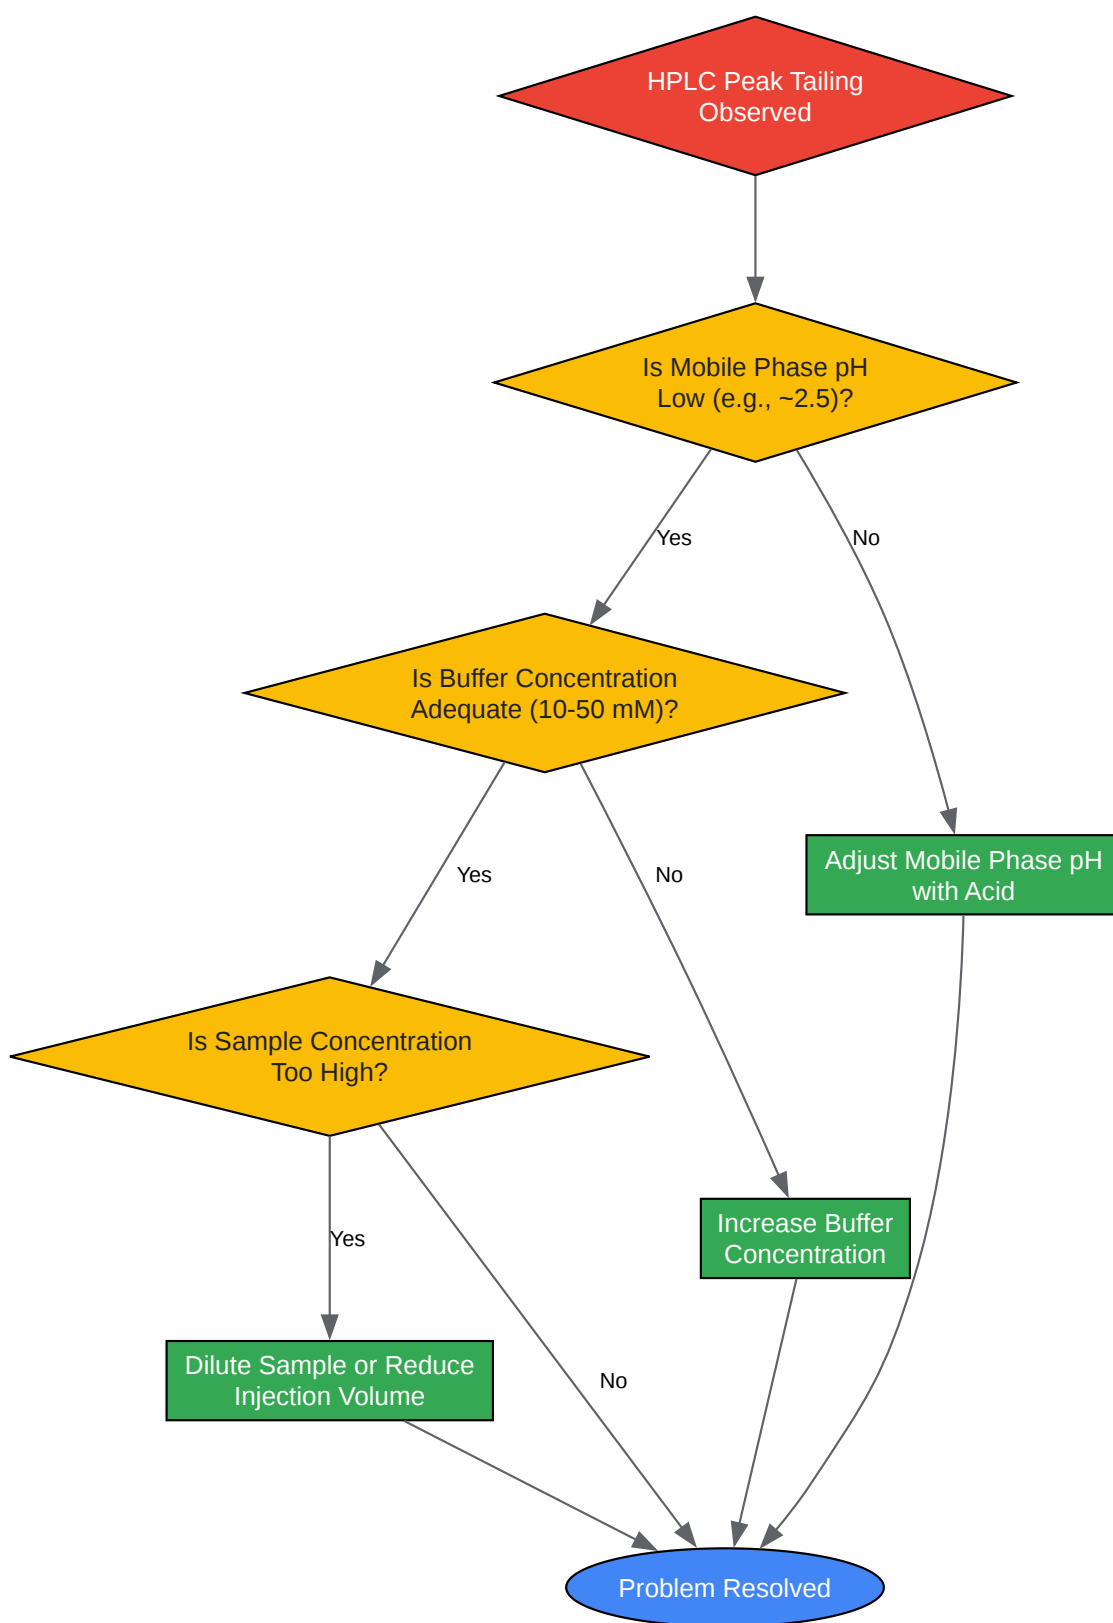 HPLC Peak Tailing
Observed
Is Mobile Phase pH
Low (e.g., ~2.5)?
Yes
No
Is Buffer Concentration
Adequate (10-50 mM)?
Yes
No
Adjust Mobile Phase pH
with Acid
Is Sample Concentration
Too High?
Yes
No
Increase Buffer
Concentration
Dilute Sample or Reduce
Injection Volume
Problem Resolved